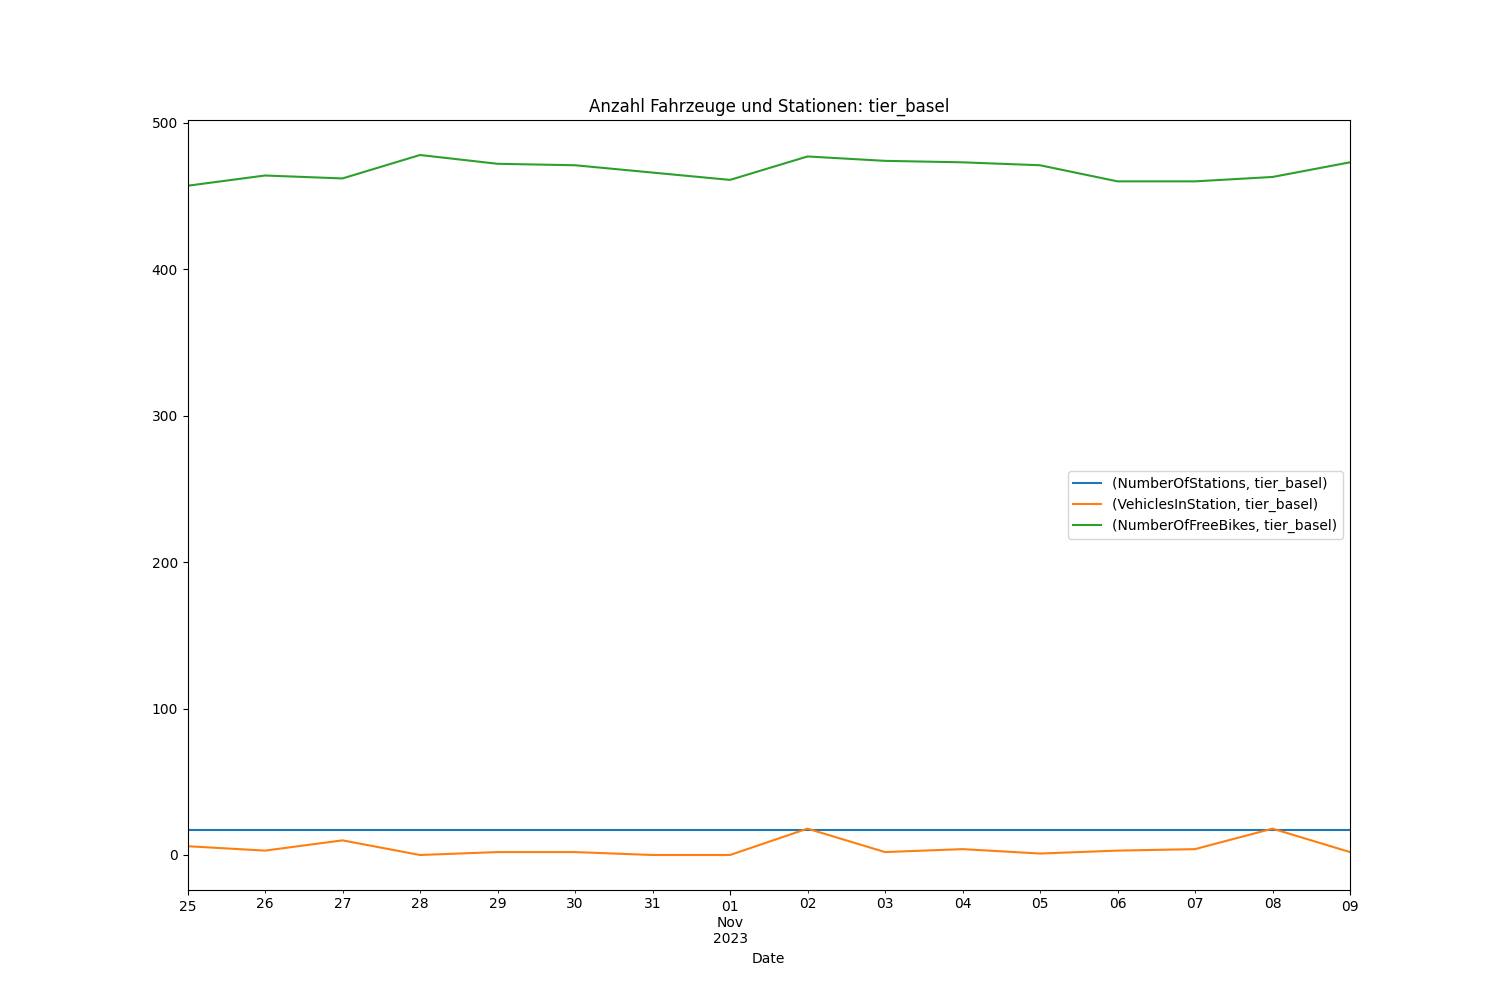 Anzahl Fahrzeuge und Stationen: tier_basel
500
400
300
200
100
0
(NumberOfStations, tier_basel)
(VehiclesInStation, tier_basel)
(NumberOfFreeBikes, tier_basel)
25 26 27 28 29 30 31 01 02 03 04 05 06 07 08 09
Nov
2023
Date